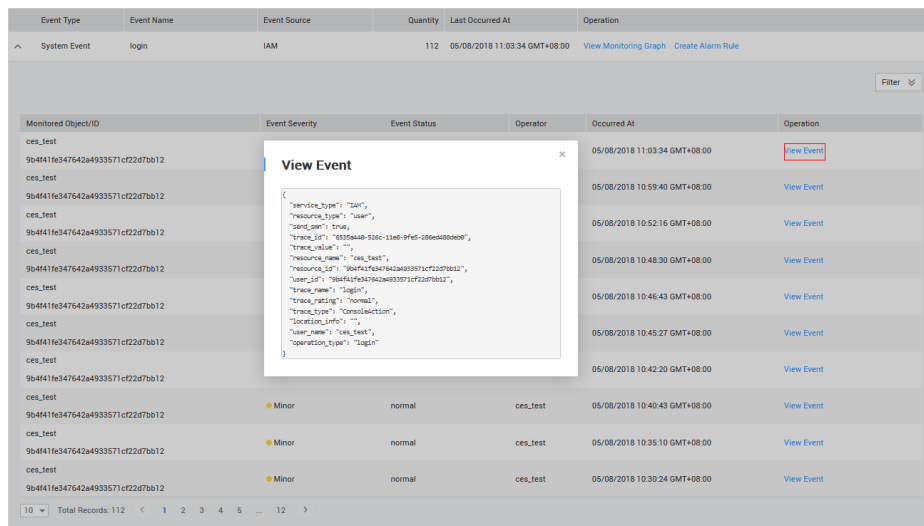 Event Type Event Name Event Source Quantity Last Occurred At Operation
System Event login IAM 112 05/08/2018 11:03:34 GMT+08:00 View Monitoring Graph Create Alarm Rule
Filter
Monitored Object/ID Event Severity Event Status Operator Occurred At Operation
ces_test
9b4f41fe347642a4933571cf22d7bb12
05/08/2018 11:03:34 GMT+08:00 View Event
ces_test
9b4f41fe347642a4933571cf22d7bb12
05/08/2018 10:59:40 GMT+08:00 View Event
ces_test
9b4f41fe347642a4933571cf22d7bb12
05/08/2018 10:52:16 GMT+08:00 View Event
ces_test
9b4f41fe347642a4933571cf22d7bb12
05/08/2018 10:48:30 GMT+08:00 View Event
ces_test
9b4f41fe347642a4933571cf22d7bb12
05/08/2018 10:46:43 GMT+08:00 View Event
ces_test
9b4f41fe347642a4933571cf22d7bb12
05/08/2018 10:45:27 GMT+08:00 View Event
ces_test
9b4f41fe347642a4933571cf22d7bb12
05/08/2018 10:42:20 GMT+08:00 View Event
ces_test
9b4f41fe347642a4933571cf22d7bb12
Minor normal ces_test 05/08/2018 10:40:43 GMT+08:00 View Event
ces_test
9b4f41fe347642a4933571cf22d7bb12
Minor normal ces_test 05/08/2018 10:35:10 GMT+08:00 View Event
ces_test
9b4f41fe347642a4933571cf22d7bb12
Minor normal ces_test 05/08/2018 10:30:24 GMT+08:00 View Event
10 Total Records: 112 < 1 2 3 4 5 ... 12 >
View Event
×
{
"service_type": "IAM",
"resource_type": "user",
"send_smn": true,
"trace_id": "6535a440-526c-11e8-9fe5-286ed488deb0",
"trace_value": "",
"resource_name": "ces_test",
"resource_id": "9b4f41fe347642a4933571cf22d7bb12",
"user_id": "9b4f41fe347642a4933571cf22d7bb12",
"trace_name": "login",
"trace_rating": "normal",
"trace_type": "ConsoleAction",
"location_info": "",
"user_name": "ces_test",
"operation_type": "login"
}